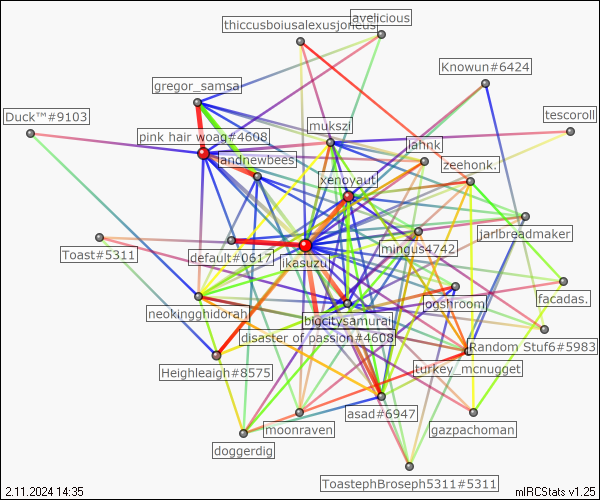 avelicious
thiccusboiusalexusjoneus
Knowun#6424
gregor_samsa
Duck™#9103
tescoroll
mukszi
pink hair woag#4608
iahnk
andnewbees
zeehonk.
xenoyaut
jarlbreadmaker
mingus4742
Toast#5311
default#0617
ikasuzu
facadas.
ogshroom
neokingghidorah
bigcitysamurai
disaster of passion#4608
Random Stuf6#5983
Heighleaigh#8575
turkey_mcnugget
asad#6947
moonraven
gazpachoman
doggerdig
ToastephBroseph5311#5311
2.11.2024 14:35
mIRCStats v1.25